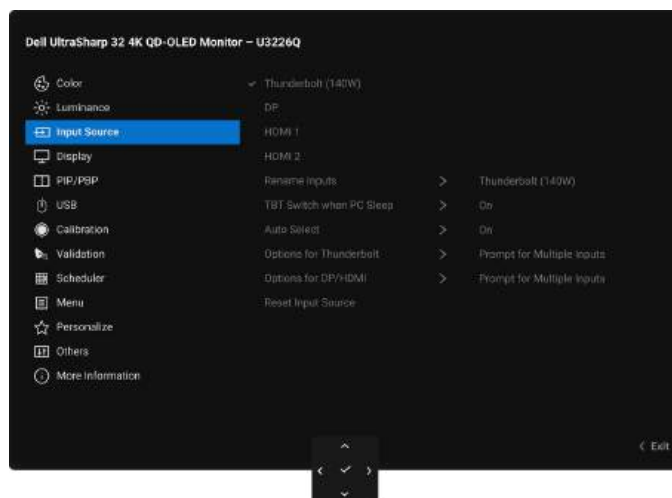 Dell UltraSharp 32 4K QD-OLED Monitor – U3226Q
Color
Thunderbolt (140W)
Luminance
DP
Input Source
HDMI 1
Display
HDMI 2
PIP/PBP
Rename Inputs
Thunderbolt (140W)
USB
TBT Switch when PC Sleep
On
Calibration
Auto Select
On
Validation
Options for Thunderbolt
Prompt for Multiple Inputs
Scheduler
Options for DP/HDMI
Prompt for Multiple Inputs
Menu
Reset Input Source
Personalize
Others
More Information
Exit